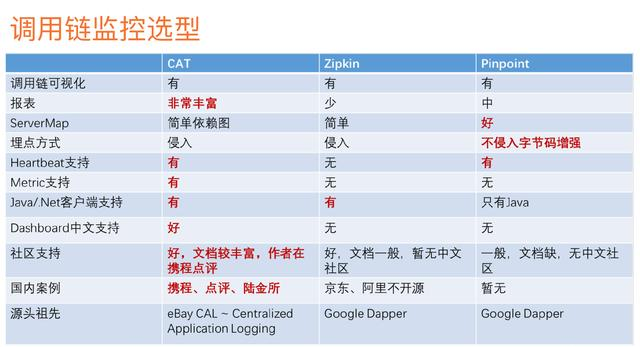 调用链监控选型
CAT Zipkin Pinpoint
调用链可视化 有 有 有
报表 非常丰富 少 中
ServerMap 简单依赖图 简单 好
埋点方式 侵入 侵入 不侵入字节码增强
Heartbeat支持 有 无 有
Metric支持 有 无 无
Java/.Net客户端支持 有 有 只有Java
Dashboard中文支持 好 无 无
社区支持 好，文档较丰富，作者在 好，文档一般，暂无中文 一般，文档缺，无中文社
携程点评 社区 区
国内案例 携程、点评、陆金所 京东、阿里不开源 暂无
源头祖先 eBay CAL ~ Centralized Google Dapper Google Dapper
Application Logging